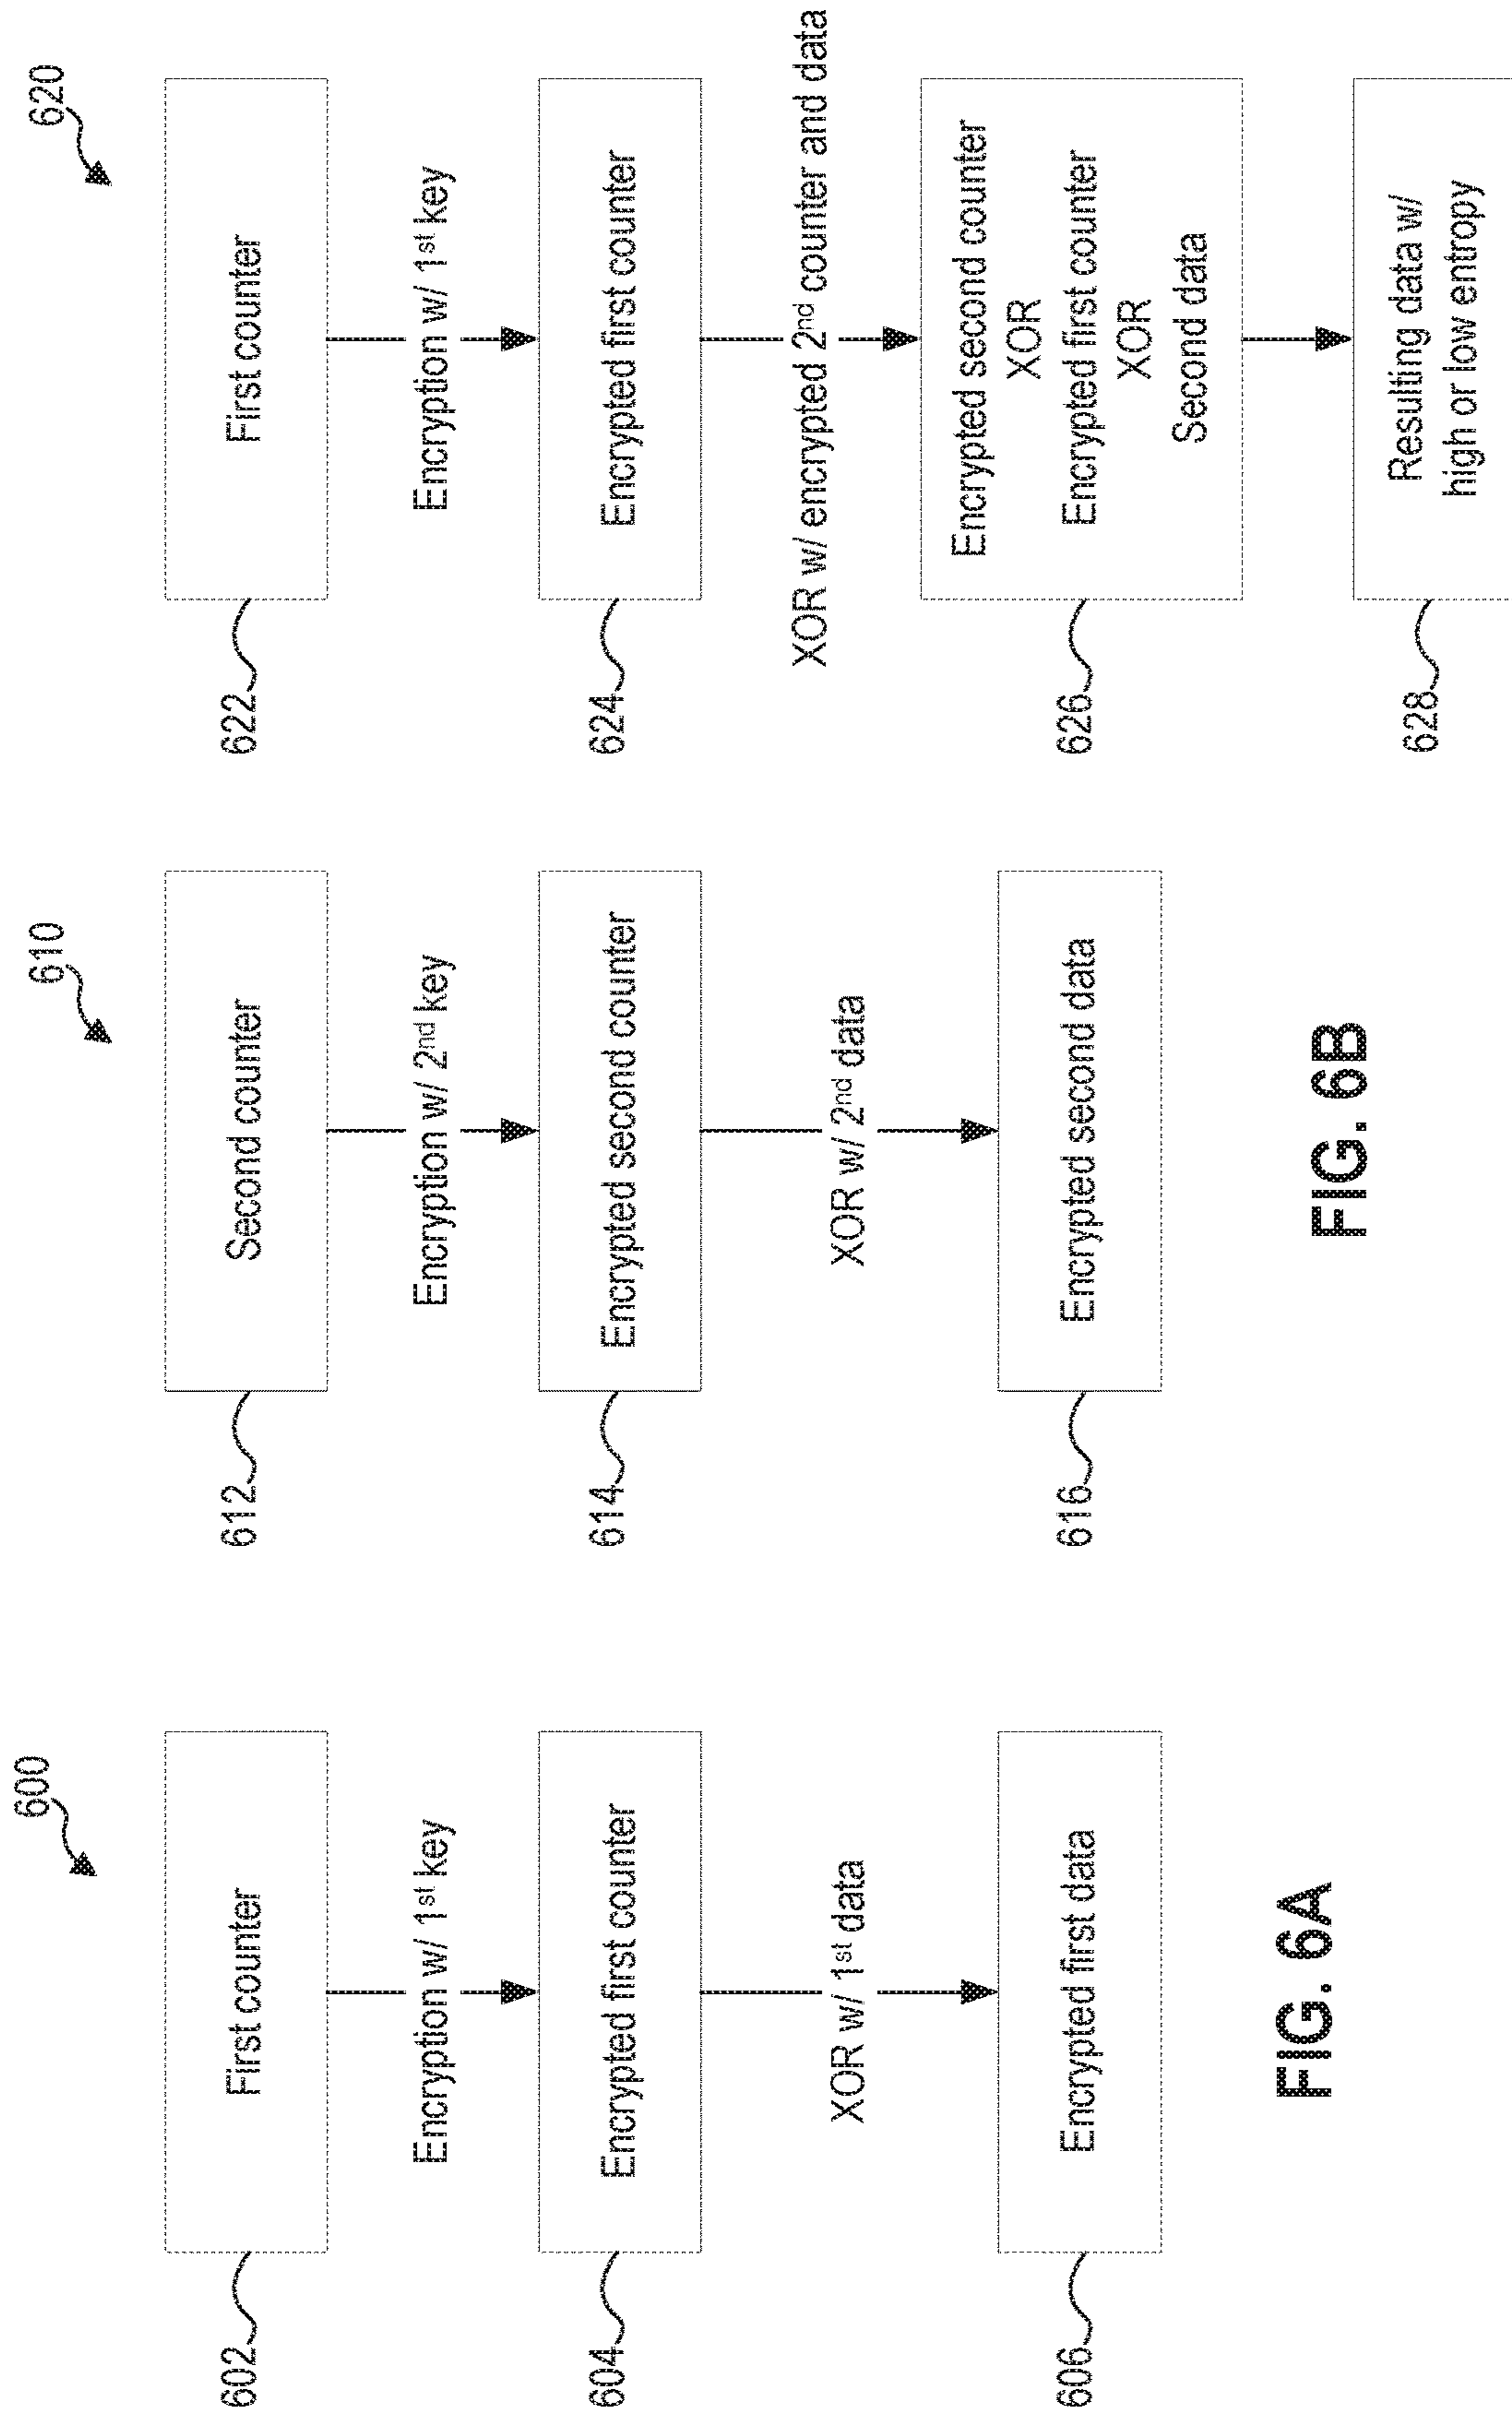 600
602
First counter
Encryption w/ 1st key
604
Encrypted first counter
XOR w/ 1st data
606
Encrypted first data
FIG. 6A
610
612
Second counter
Encryption w/ 2nd key
614
Encrypted second counter
XOR w/ 2nd data
616
Encrypted second data
FIG. 6B
620
622
First counter
Encryption w/ 1st key
624
Encrypted first counter
XOR w/ encrypted 2nd counter and data
626
Encrypted second counter
XOR
Encrypted first counter
XOR
Second data
628
Resulting data w/
high or low entropy